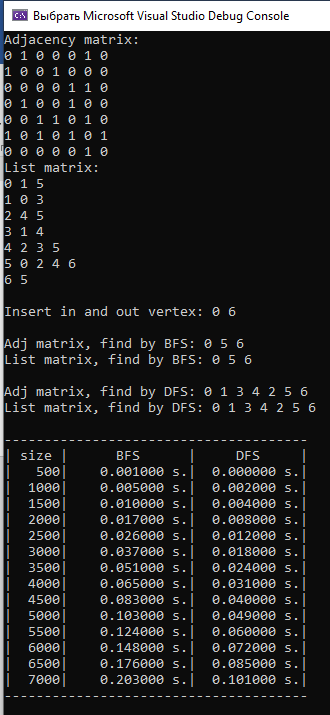 Выбрать Microsoft Visual Studio Debug Console
Adjacency matrix:
0 1 0 0 0 1 0
1 0 0 1 0 0 0
0 0 0 0 1 1 0
0 1 0 0 1 0 0
0 0 1 1 0 1 0
1 0 1 0 1 0 1
0 0 0 0 0 1 0
List matrix:
0 1 5
1 0 3
2 4 5
3 1 4
4 2 3 5
5 0 2 4 6
6 5
Insert in and out vertex: 0 6
Adj matrix, find by BFS: 0 5 6
List matrix, find by BFS: 0 5 6
Adj matrix, find by DFS: 0 1 3 4 2 5 6
List matrix, find by DFS: 0 1 3 4 2 5 6
-------------------------------------
| size |      BFS      |     DFS     |
|   500|    0.001000 s.|  0.000000 s.|
|  1000|    0.005000 s.|  0.002000 s.|
|  1500|    0.010000 s.|  0.004000 s.|
|  2000|    0.017000 s.|  0.008000 s.|
|  2500|    0.026000 s.|  0.012000 s.|
|  3000|    0.037000 s.|  0.018000 s.|
|  3500|    0.051000 s.|  0.024000 s.|
|  4000|    0.065000 s.|  0.031000 s.|
|  4500|    0.083000 s.|  0.040000 s.|
|  5000|    0.103000 s.|  0.049000 s.|
|  5500|    0.124000 s.|  0.060000 s.|
|  6000|    0.148000 s.|  0.072000 s.|
|  6500|    0.176000 s.|  0.085000 s.|
|  7000|    0.203000 s.|  0.101000 s.|
-------------------------------------